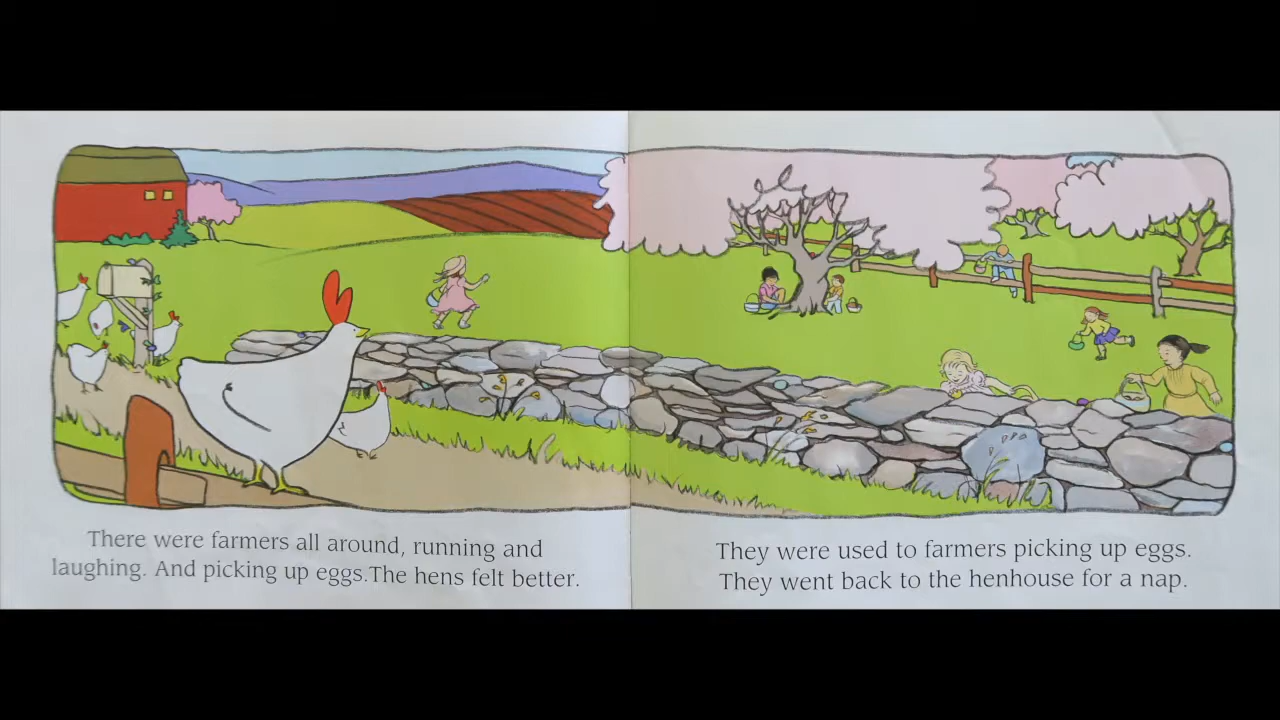 There were farmers all around, running and
laughing. And picking up eggs.The hens felt better.
They were used to farmers picking up eggs.
They went back to the henhouse for a nap.